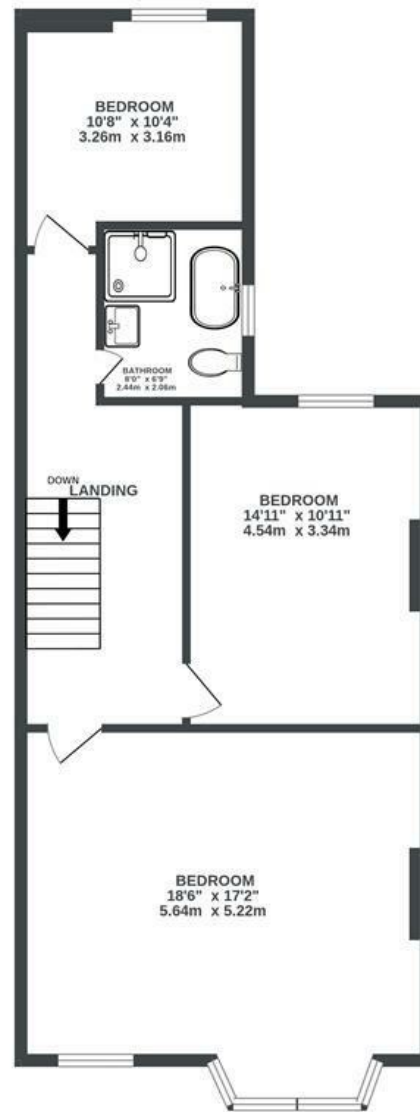 BEDROOM
10'8" x 10'4"
3.26m x 3.16m
BATHROOM
8'0" x 6'9"
2.44m x 2.06m
DOWN
LANDING
BEDROOM
14'11" x 10'11"
4.54m x 3.34m
BEDROOM
18'6" x 17'2"
5.64m x 5.22m